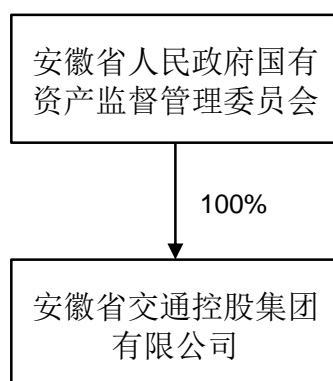 安徽省人民政府国有
资产监督管理委员会
100%
安徽省交通控股集团
有限公司